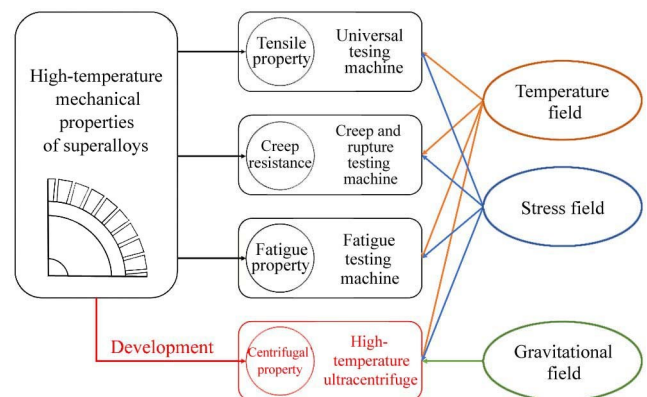 High-temperature
mechanical
properties
of superalloys
Tensile
property
Universal
tesing
machine
Creep
resistance
Creep and
rupture testing
machine
Fatigue
property
Fatigue
testing
machine
Development
Centrifugal
property
High-
temperature
ultracentrifuge
Temperature
field
Stress field
Gravitational
field